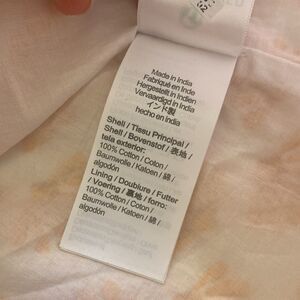 Made in India
Fabriqué en Inde
Hergestellt in Indien
Vervaardigd in India
インド製
hecho en India
Shell / Tissu Principal /
Shell / Bovenstof / 表地 /
tela exterior:
100% Cotton / Coton /
Baumwolle / Katoen / 綿 /
algodón
Lining / Doublure / Futter
/ Voering / 裏地 / forro:
100% Cotton / Coton /
Baumwolle / Katoen / 綿 /
algodón